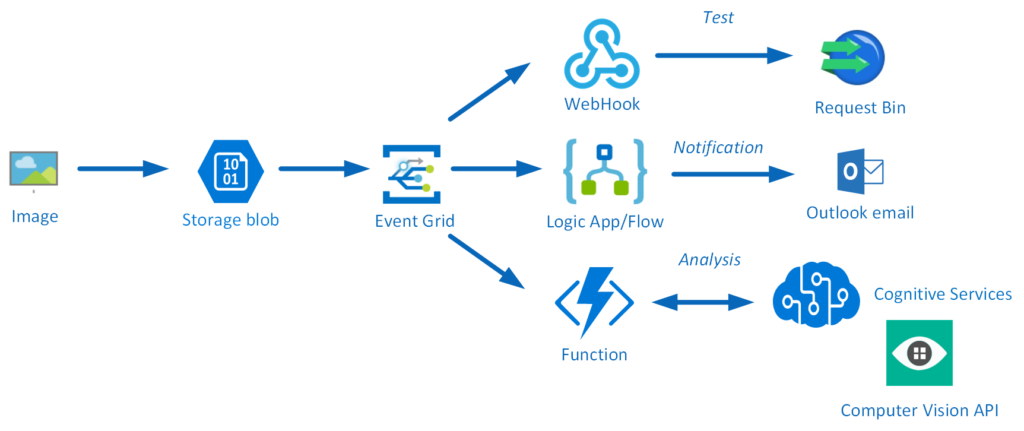 Test
WebHook
Request Bin
Image
10
01
Storage blob
Event Grid
Notification
Logic App/Flow
O
Outlook email
Analysis
Function
Cognitive Services
Computer Vision API